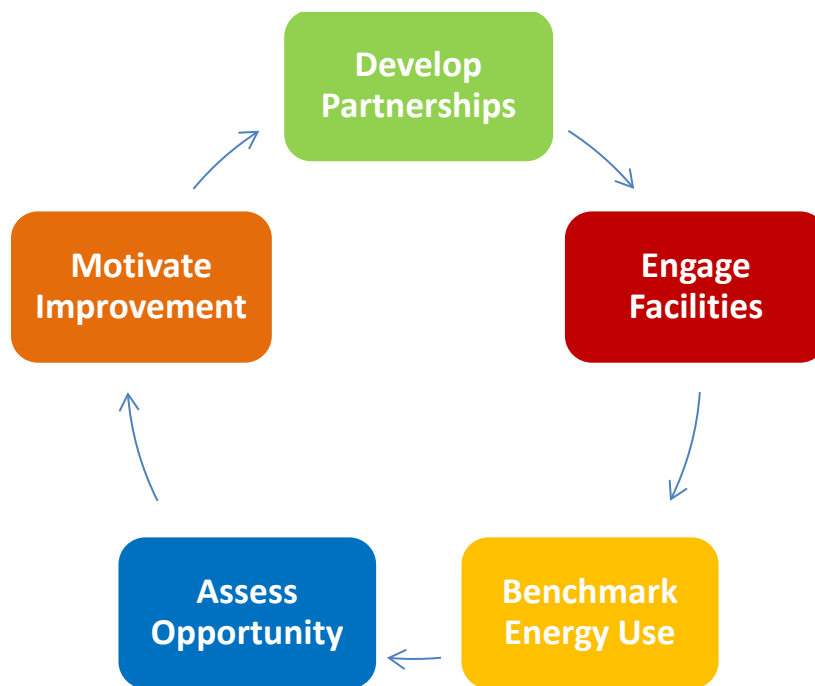 Develop
Partnerships
Engage
Facilities
Benchmark
Energy Use
Assess
Opportunity
Motivate
Improvement